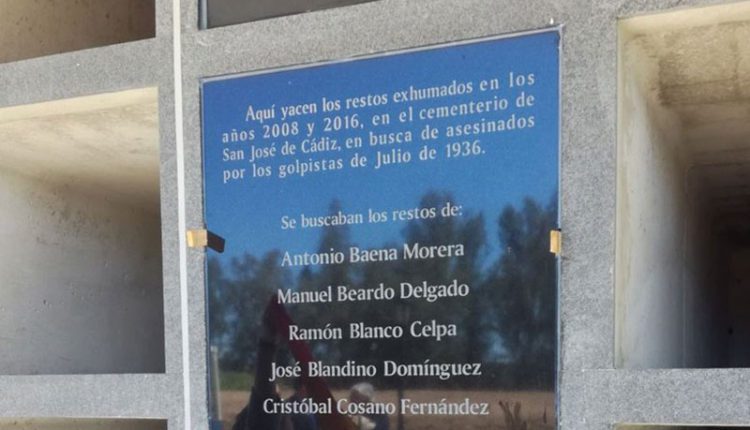 Aquí yacen los restos exhumados en los
años 2008 y 2016, en el cementerio de
San José de Cádiz, en busca de asesinados
por los golpistas de Julio de 1936.
Se buscaban los restos de:
Antonio Baena Morera
Manuel Beardo Delgado
Ramón Blanco Celpa
José Blandino Domínguez
Cristóbal Cosano Fernández